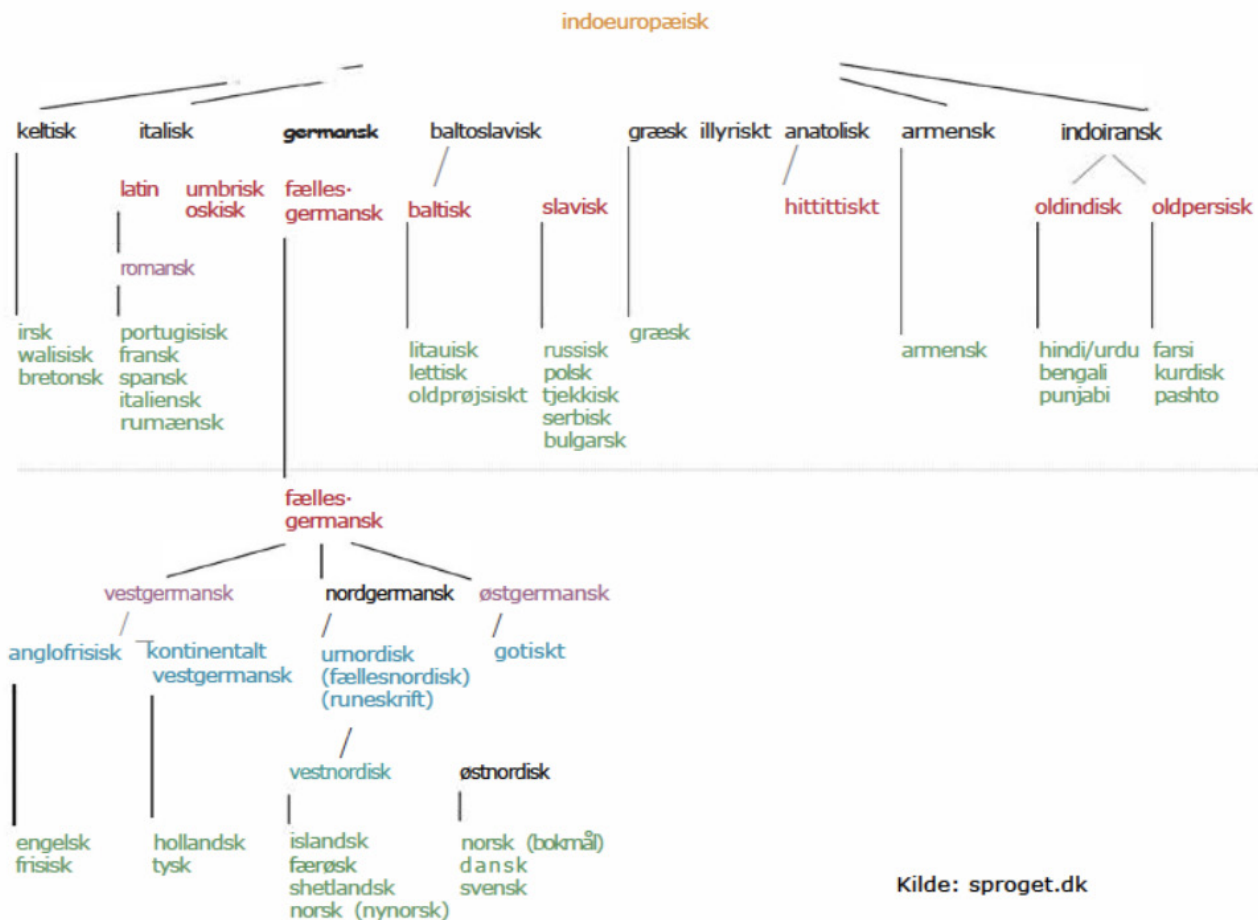 indoeuropæisk
keltisk italisk germansk baltoslavisk græsk illyriskt anatolisk armensk indoiransk
latin umbrisk fælles- baltisk slavisk hittittiskt oldindisk oldpersisk
oskisk germansk
romansk
irsk portugisisk litauisk russisk græsk armensk hindi/urdu farsi
walisisk fransk lettisk polsk bengali kurdisk
bretonsk spansk oldprøjsiskt tjekkisk punjabi pashto
italiensk serbisk
rumænsk bulgarsk
fælles-
germansk
vestgermansk nordgermansk østgermansk
anglofrisisk kontinentalt urnordisk gotiskt
vestgermansk (fællesnordisk)
(runeskrift)
vestnordisk østnordisk
engelsk hollandsk islandsk norsk (bokmål)
frisisk tysk færøsk dansk
shetlandsk svensk
norsk (nynorsk)
Kilde: sproget.dk